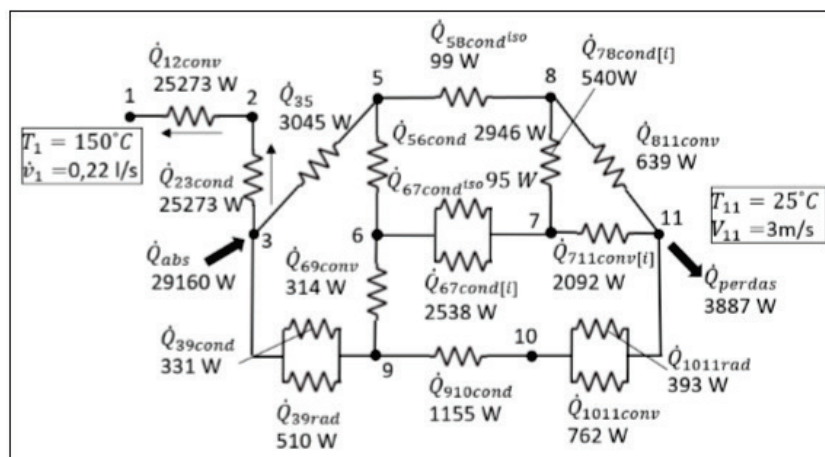 Q̇58cond^iso
99 W
Q̇78cond[i]
540W
Q̇12conv
25273 W
5
8
Q̇35
3045 W
1
2
Q̇56cond
2946 W
Q̇811conv
639 W
T1 = 150°C
v̇1 =0,22 l/s
Q̇23cond
25273 W
Q̇67cond^iso 95 W
T11 = 25°C
V11 =3m/s
3
6
7
11
Q̇abs
29160 W
Q̇69conv
314 W
Q̇67cond[i]
2538 W
Q̇711conv[i]
2092 W
Q̇perdas
3887 W
Q̇39cond
331 W
10
9
Q̇1011rad
393 W
Q̇39rad
510 W
Q̇910cond
1155 W
Q̇1011conv
762 W